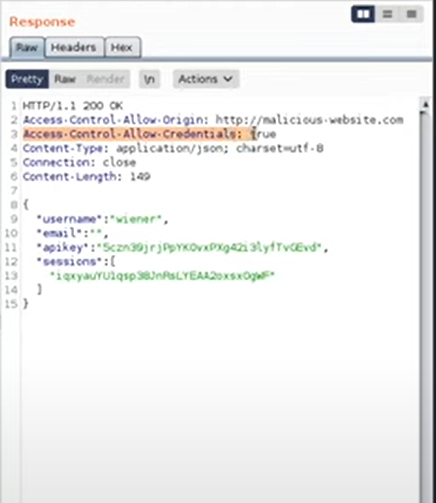 Response
Raw Headers Hex
Pretty Raw Render \n Actions
1 HTTP/1.1 200 OK
2 Access-Control-Allow-Origin: http://malicious-website.com
3 Access-Control-Allow-Credentials: true
4 Content-Type: application/json; charset=utf-8
5 Connection: close
6 Content-Length: 149
7
8 {
9 "username":"wiener",
10 "email":"",
11 "apikey":"5czn39jrjPpYKOvxPXg42i3lyfTvGEvd",
12 "sessions":[
13 "iqxyauYU1qsp38JnRsLYEAA2oxsxOgWF"
14 ]
15 }